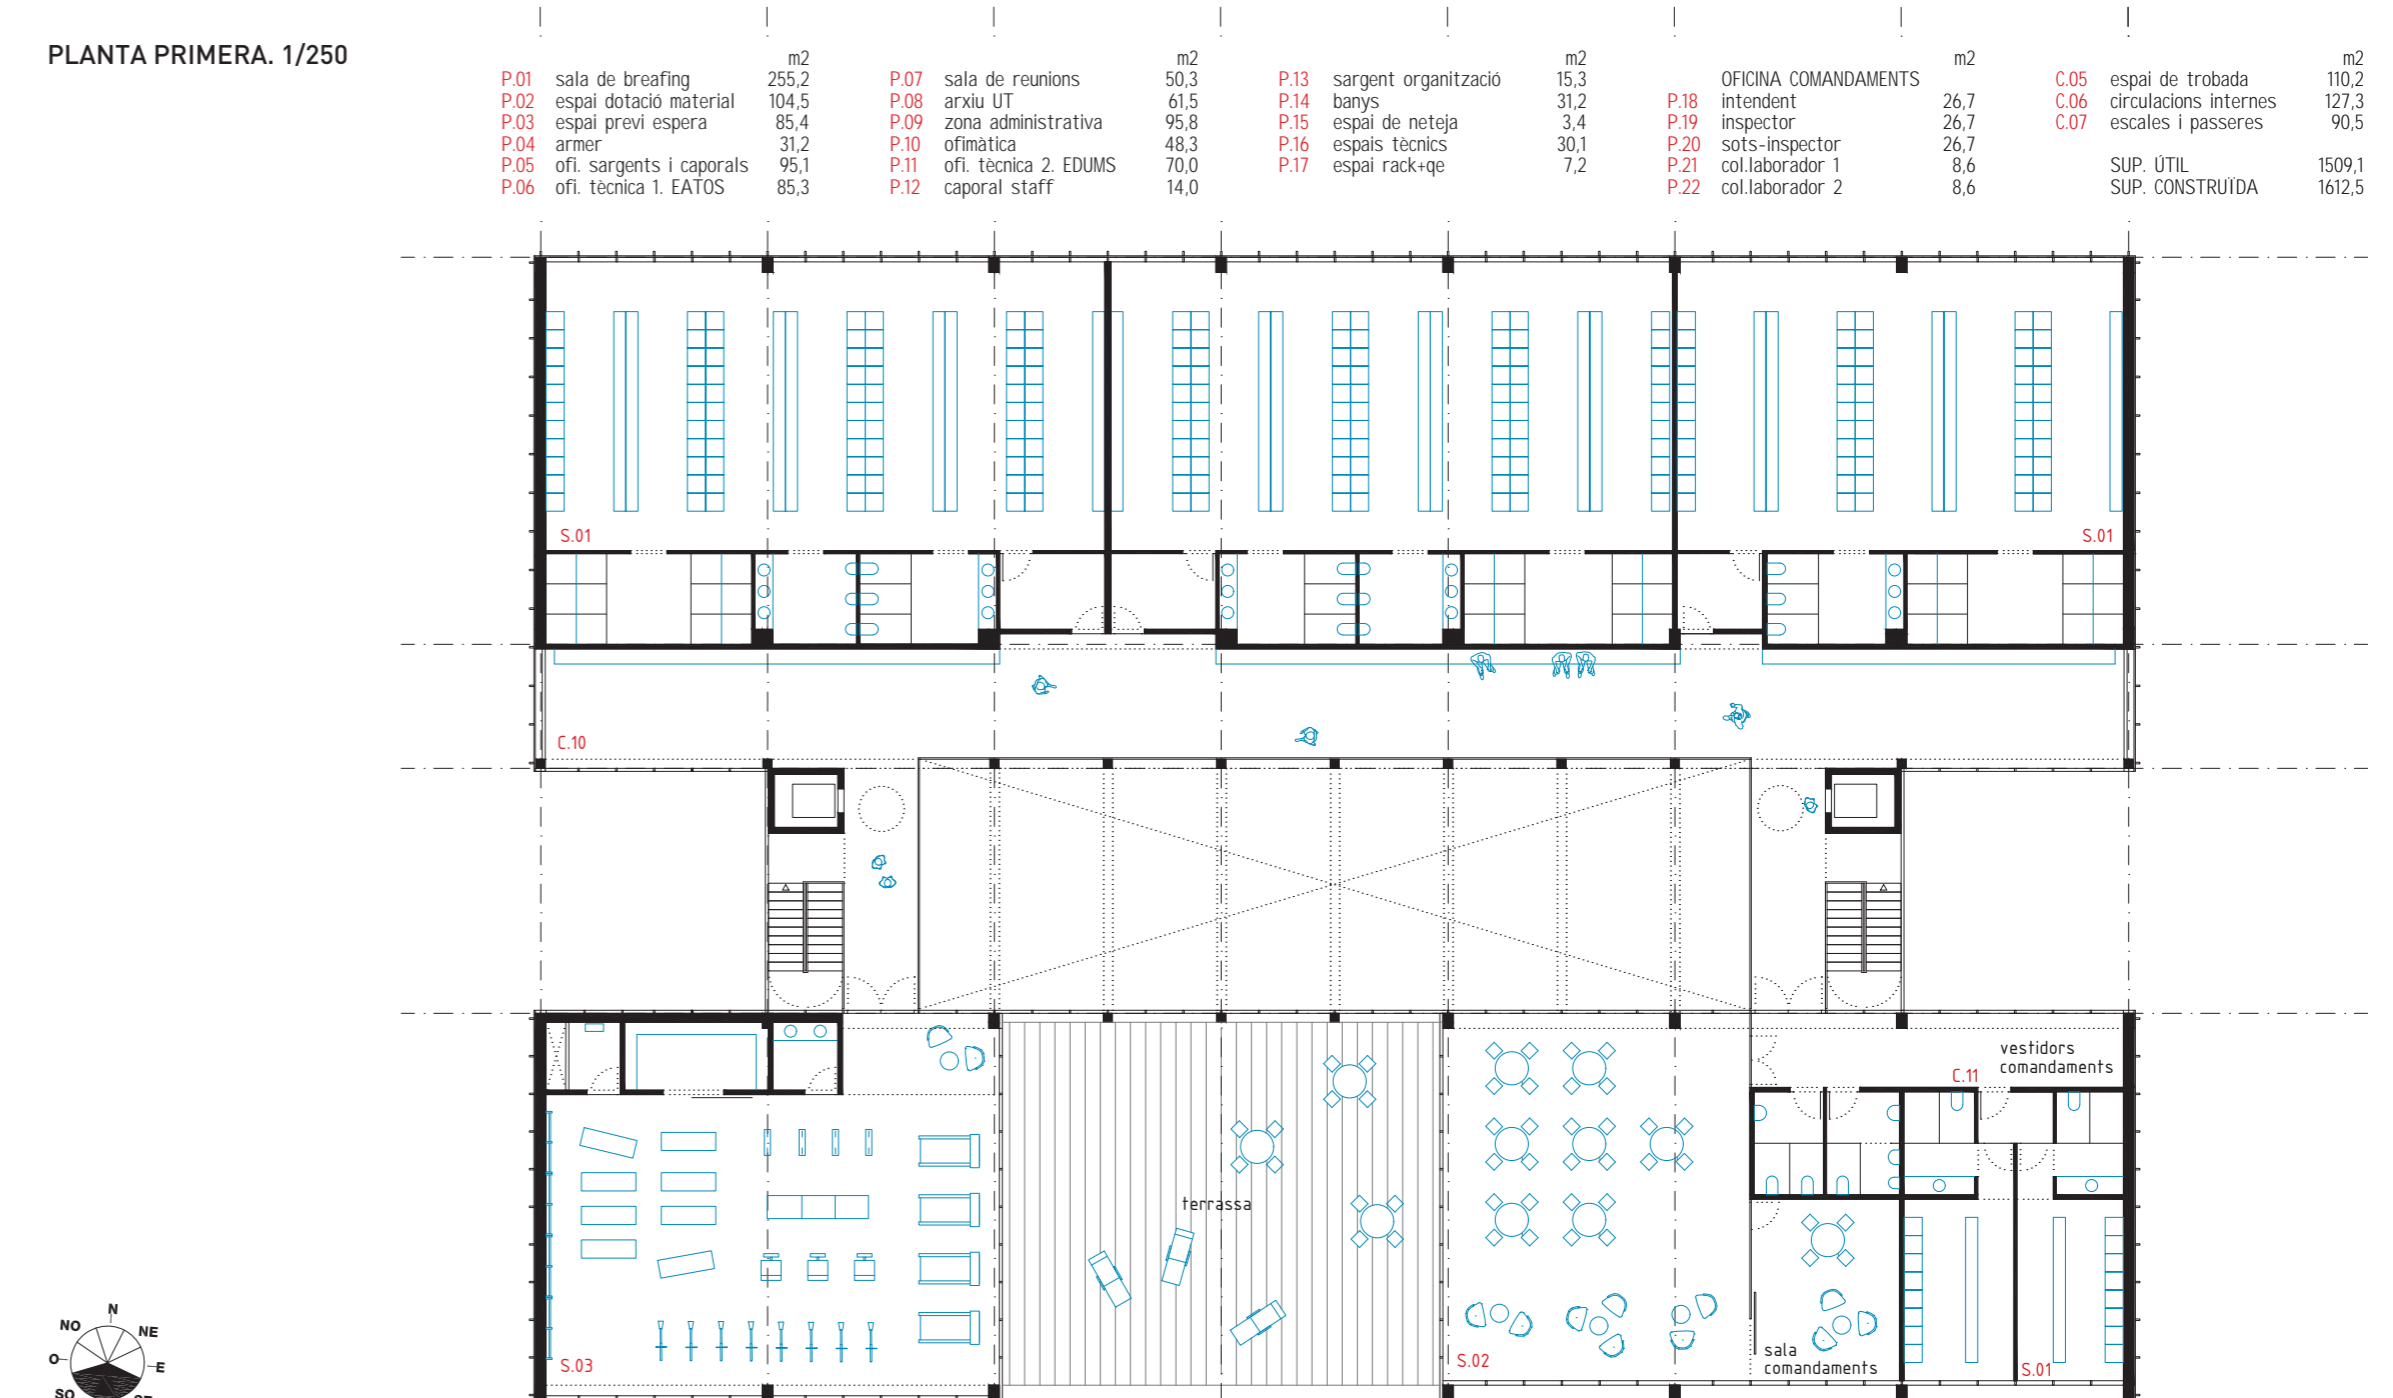 PLANTA PRIMERA. 1/250
m2
P.01 sala de breafing 255,2
P.02 espai dotació material 104,5
P.03 espai previ espera 85,4
P.04 armer 31,2
P.05 ofi. sargents i caporals 95,1
P.06 ofi. tècnica 1. EATOS 85,3
m2
P.07 sala de reunions 50,3
P.08 arxiu UT 61,5
P.09 zona administrativa 95,8
P.10 ofimàtica 48,3
P.11 ofi. tècnica 2. EDUMS 70,0
P.12 caporal staff 14,0
m2
P.13 sargent organització 15,3
P.14 banys 31,2
P.15 espai de neteja 3,4
P.16 espais tècnics 30,1
P.17 espai rack+qe 7,2
m2
OFICINA COMANDAMENTS
P.18 intendent 26,7
P.19 inspector 26,7
P.20 sots-inspector 26,7
P.21 col.laborador 1 8,6
P.22 col.laborador 2 8,6
m2
C.05 espai de trobada 110,2
C.06 circulacions internes 127,3
C.07 escales i passeres 90,5
SUP. ÚTIL 1509,1
SUP. CONSTRUÏDA 1612,5
S.01
S.01
C.10
vestidors
comandaments
C.11
terrassa
S.03
S.02
sala
comandaments
S.01
N
NO
NE
O
E
SO